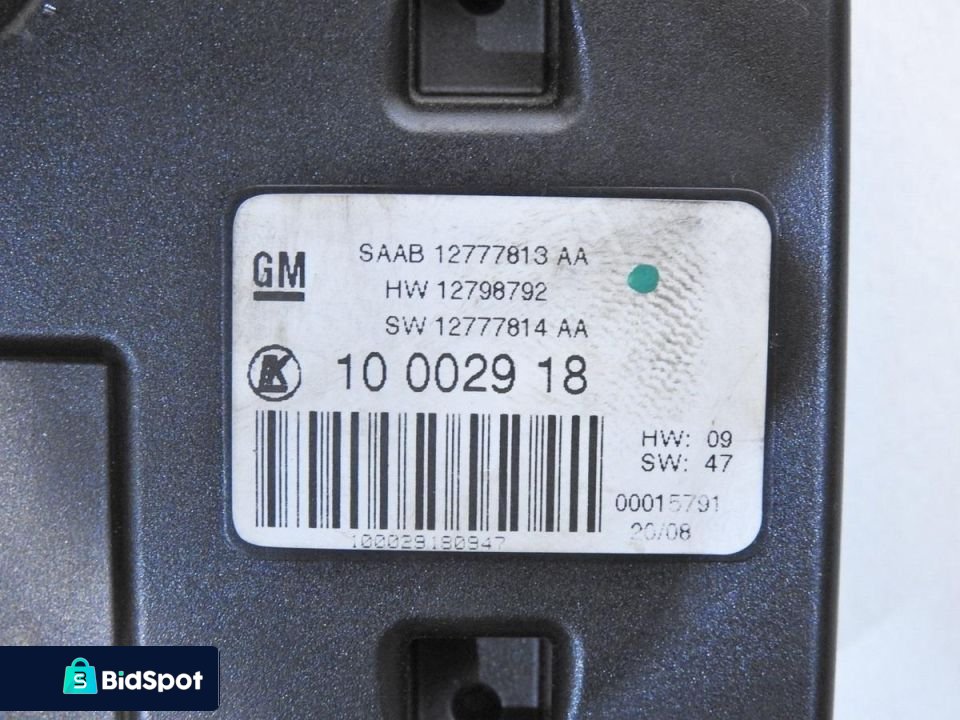 GM
SAAB 12777813 AA
HW 12798792
SW 12777814 AA
10 0029 18
HW: 09
SW: 47
00015791
20/08
100029180947
BidSpot